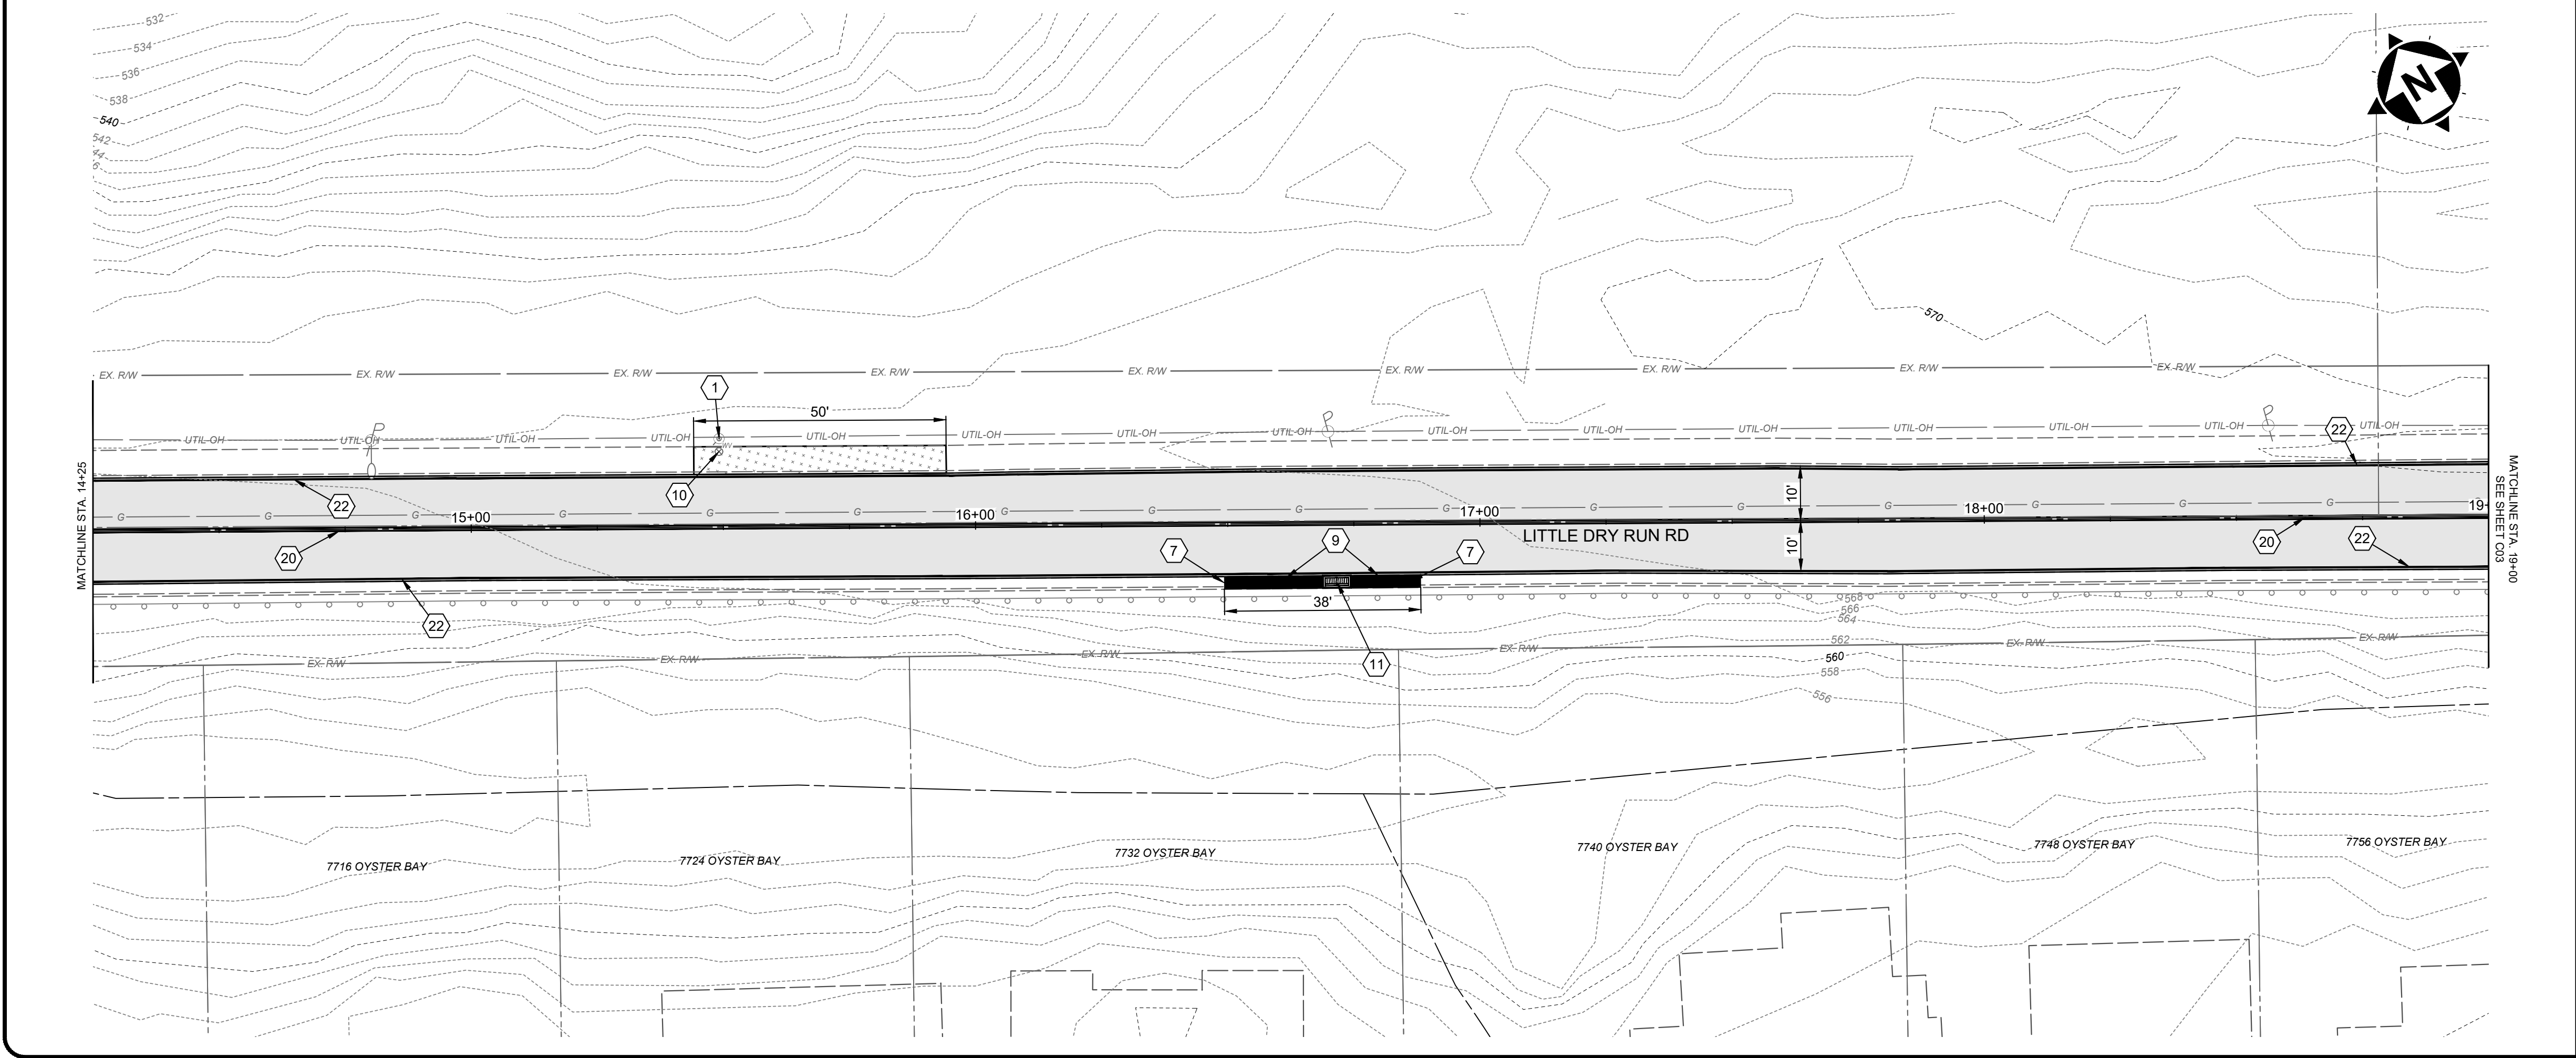 532
534
536
538
540
542
N
570
EX. R/W EX. R/W EX. R/W EX. R/W EX. R/W EX. R/W EX. R/W EX. R/W EX. R/W
1
50'
UTIL-OH UTIL-OH UTIL-OH UTIL-OH UTIL-OH UTIL-OH UTIL-OH UTIL-OH UTIL-OH UTIL-OH UTIL-OH UTIL-OH UTIL-OH UTIL-OH UTIL-OH
22
10
22
MATCHLINE STA. 14+25
10'
G G G G G G G G G G G G G G G G
15+00 16+00 17+00 18+00 19+
MATCHLINE STA. 19+00
SEE SHEET C03
20
7
9
7
LITTLE DRY RUN RD
10'
20
22
38'
22
11
568
566
564
562
560
558
556
EX. R/W EX. R/W EX. R/W EX. R/W EX. R/W EX. R/W
7716 OYSTER BAY
7724 OYSTER BAY
7732 OYSTER BAY
7740 OYSTER BAY
7748 OYSTER BAY
7756 OYSTER BAY